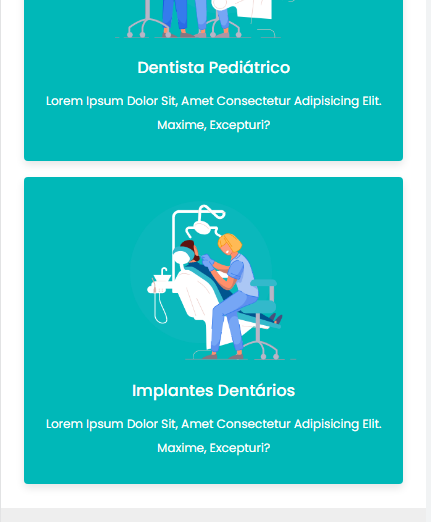 Dentista Pediátrico
Lorem Ipsum Dolor Sit, Amet Consectetur Adipisicing Elit.
Maxime, Excepturi?
Implantes Dentários
Lorem Ipsum Dolor Sit, Amet Consectetur Adipisicing Elit.
Maxime, Excepturi?